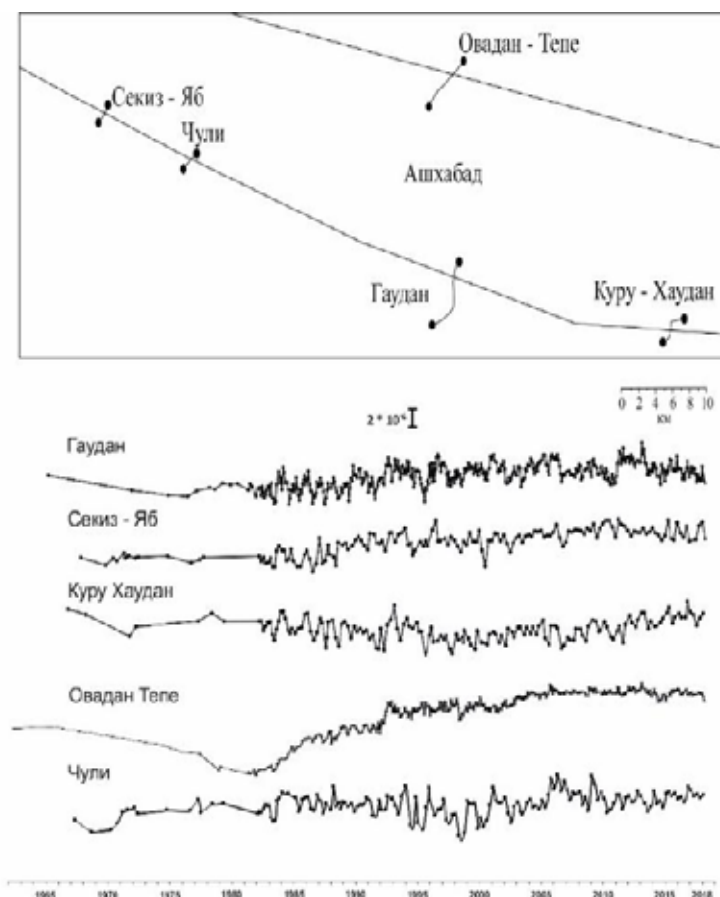 Овадан - Тепе
Секиз - Яб
Чули
Ашхабад
Гаудан
Куру - Хаудан
0 2 4 6 8 10
км
2 * 10⁻⁶
Гаудан
Секиз - Яб
Куру Хаудан
Овадан Тепе
Чули
1965 1970 1975 1980 1985 1990 1995 2000 2005 2010 2015 2018